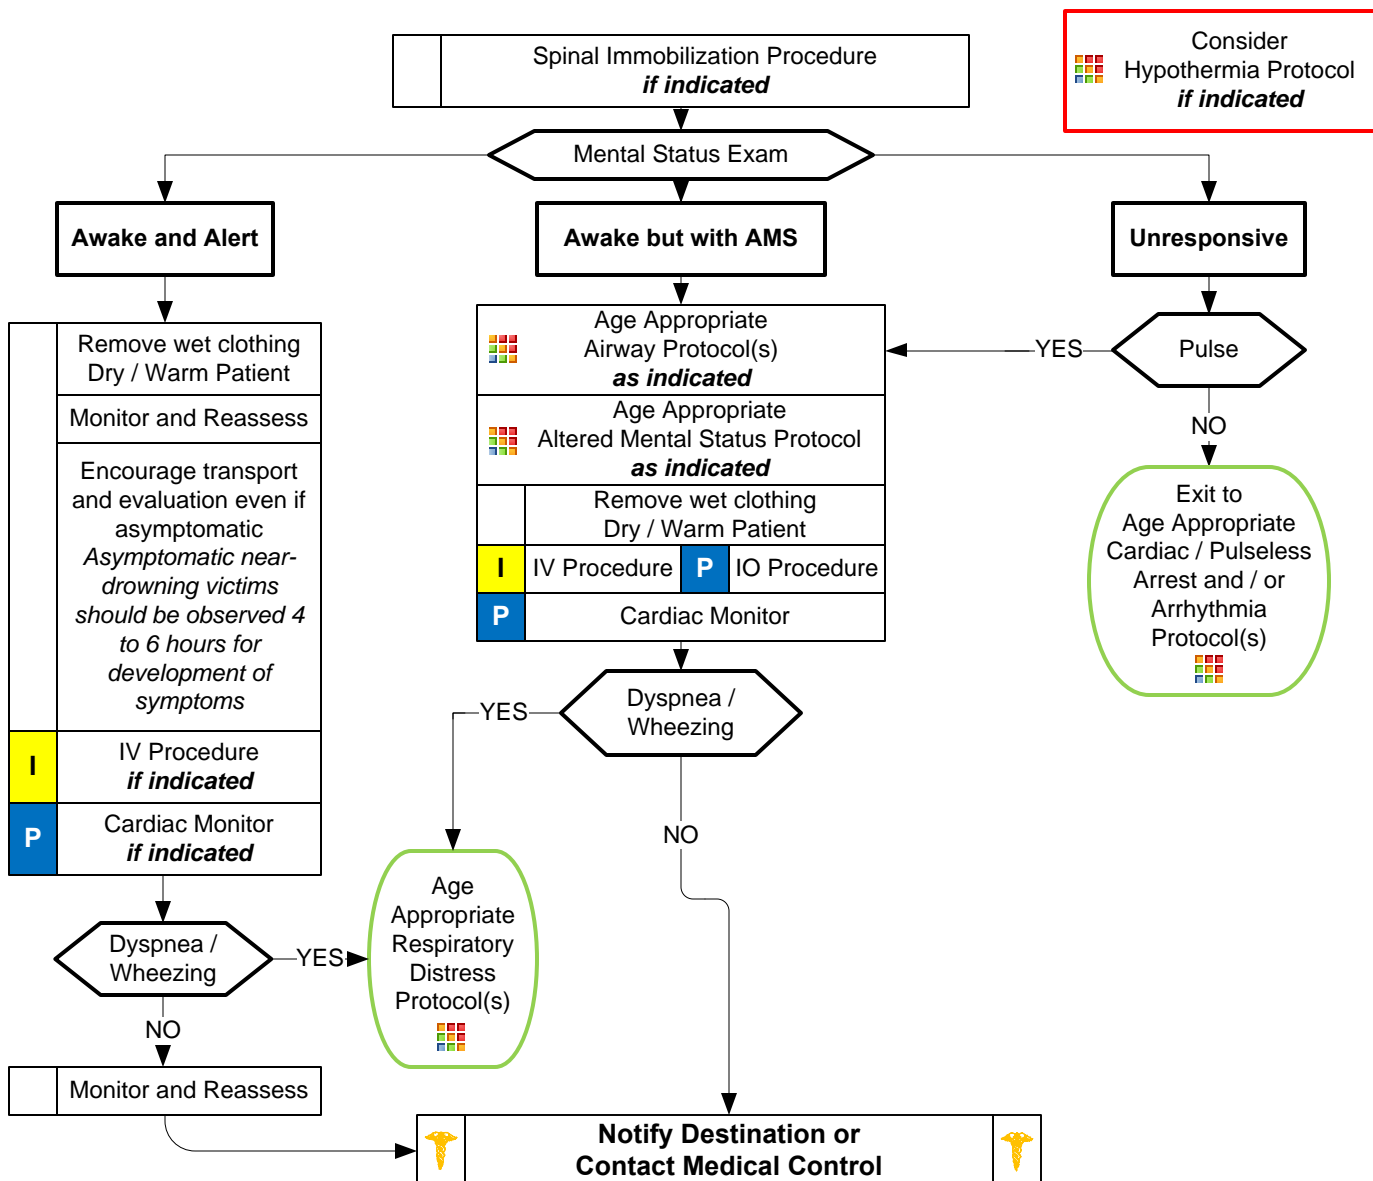 Spinal Immobilization Procedure
if indicated
Consider
Hypothermia Protocol
if indicated
Mental Status Exam
Awake and Alert
Awake but with AMS
Unresponsive
Remove wet clothing
Dry / Warm Patient
Monitor and Reassess
Encourage transport
and evaluation even if
asymptomatic
Asymptomatic near-
drowning victims
should be observed 4
to 6 hours for
development of
symptoms
I
IV Procedure
if indicated
P
Cardiac Monitor
if indicated
Dyspnea /
Wheezing
YES
NO
Monitor and Reassess
Age Appropriate
Airway Protocol(s)
as indicated
Age Appropriate
Altered Mental Status Protocol
as indicated
Remove wet clothing
Dry / Warm Patient
I
IV Procedure
P
IO Procedure
P
Cardiac Monitor
Dyspnea /
Wheezing
YES
NO
Age
Appropriate
Respiratory
Distress
Protocol(s)
Pulse
YES
NO
Exit to
Age Appropriate
Cardiac / Pulseless
Arrest and / or
Arrhythmia
Protocol(s)
Notify Destination or
Contact Medical Control